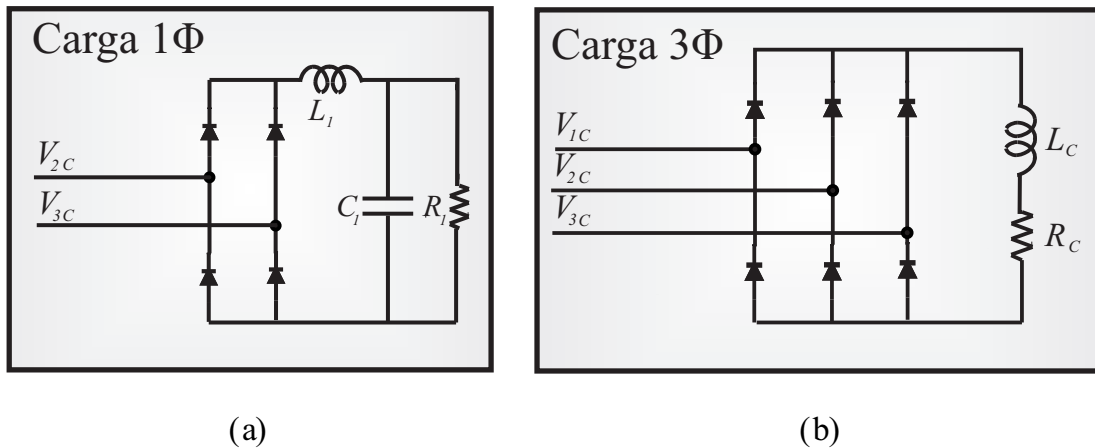 Carga 1Φ
L1
V2C
V3C
C1
R1
(a)
Carga 3Φ
V1C
V2C
V3C
LC
RC
(b)